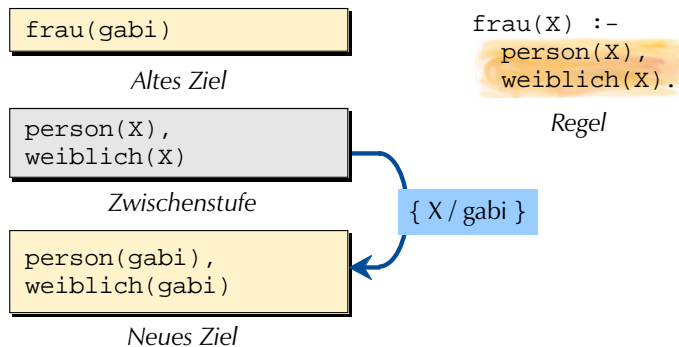 frau(gabi)
Altes Ziel
frau(X) :-
person(X),
weiblich(X).
Regel
person(X),
weiblich(X)
Zwischenstufe
{ X / gabi }
person(gabi),
weiblich(gabi)
Neues Ziel